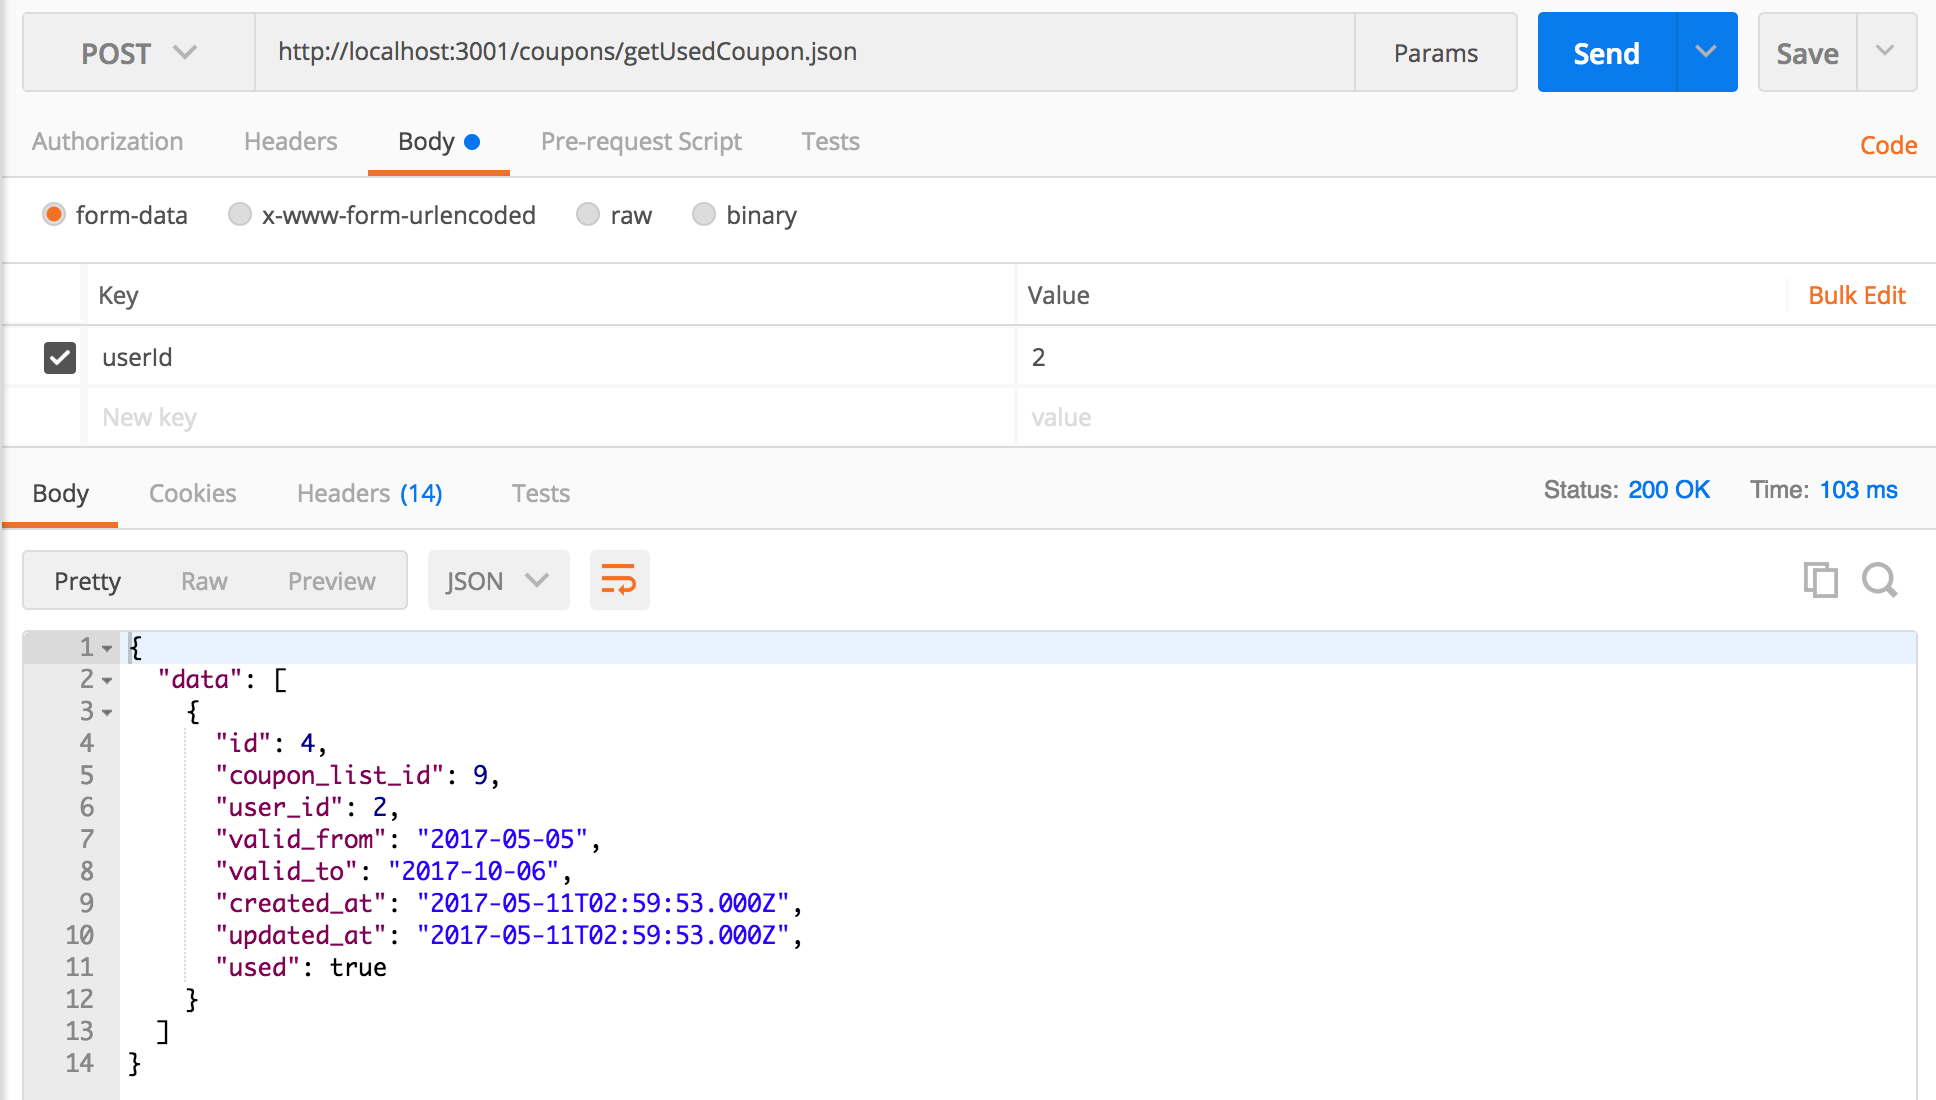 POST http://localhost:3001/coupons/getUsedCoupon.json Params Send Save
Authorization Headers Body Pre-request Script Tests Code
form-data x-www-form-urlencoded raw binary
Key Value Bulk Edit
userId 2
New key value
Body Cookies Headers (14) Tests Status: 200 OK Time: 103 ms
Pretty Raw Preview JSON
1 {
2 "data": [
3 {
4 "id": 4,
5 "coupon_list_id": 9,
6 "user_id": 2,
7 "valid_from": "2017-05-05",
8 "valid_to": "2017-10-06",
9 "created_at": "2017-05-11T02:59:53.000Z",
10 "updated_at": "2017-05-11T02:59:53.000Z",
11 "used": true
12 }
13 ]
14 }